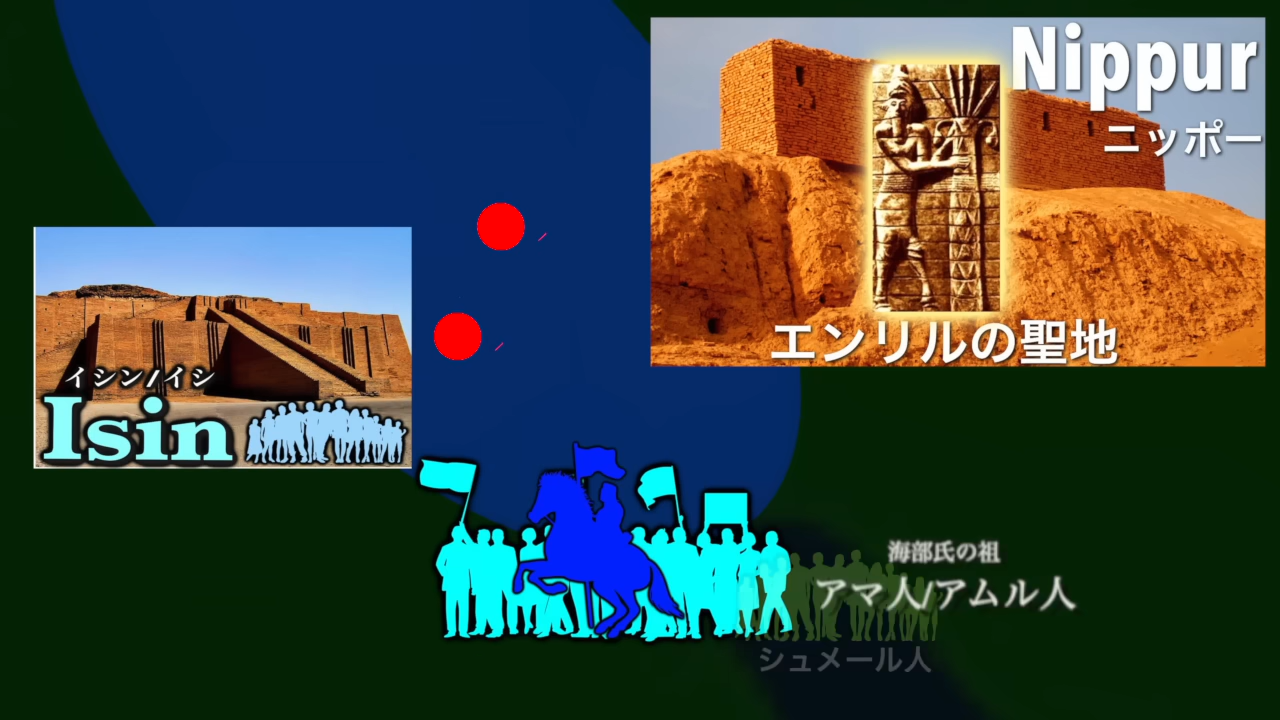 Nippur
ニッポー
エンリルの聖地
イシン/イシ
Isin
海部氏の祖
アマ人/アムル人
シュメール人